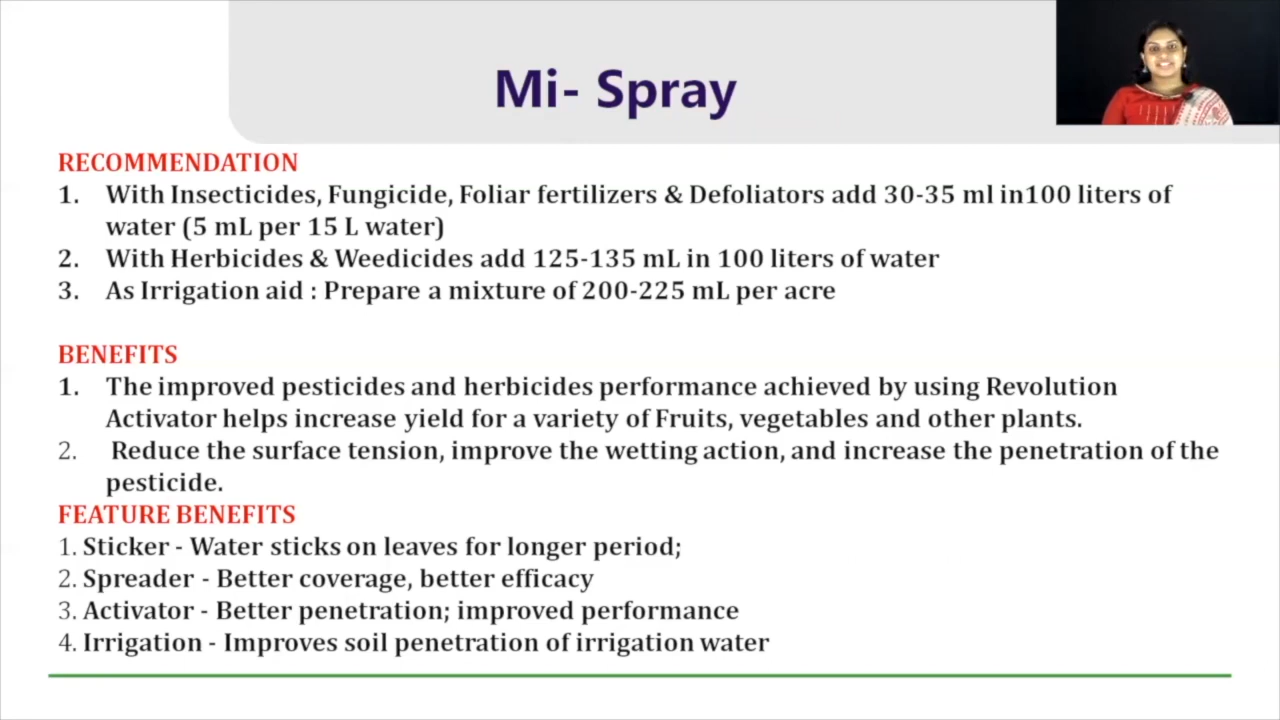 Mi- Spray
RECOMMENDATION
1. With Insecticides, Fungicide, Foliar fertilizers & Defoliators add 30-35 ml in100 liters of
water (5 mL per 15 L water)
2. With Herbicides & Weedicides add 125-135 mL in 100 liters of water
3. As Irrigation aid : Prepare a mixture of 200-225 mL per acre
BENEFITS
1. The improved pesticides and herbicides performance achieved by using Revolution
Activator helps increase yield for a variety of Fruits, vegetables and other plants.
2. Reduce the surface tension, improve the wetting action, and increase the penetration of the
pesticide.
FEATURE BENEFITS
1. Sticker - Water sticks on leaves for longer period;
2. Spreader - Better coverage, better efficacy
3. Activator - Better penetration; improved performance
4. Irrigation - Improves soil penetration of irrigation water